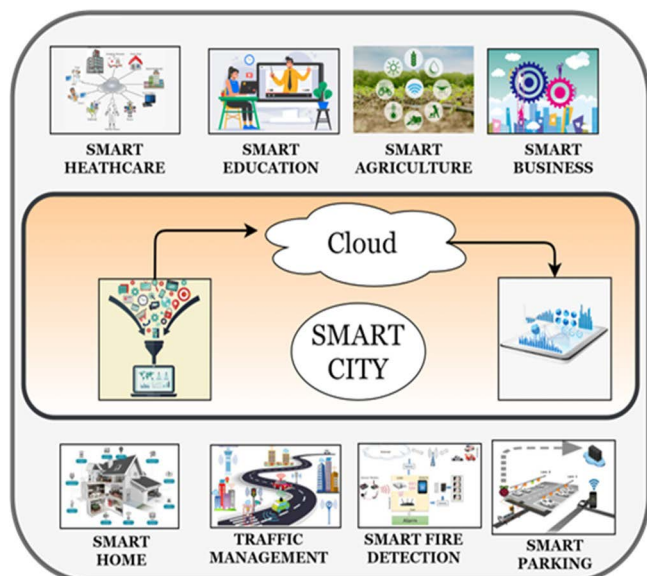 SMART
HEATHCARE
SMART
EDUCATION
SMART
AGRICULTURE
SMART
BUSINESS
Cloud
SMART
CITY
SMART
HOME
TRAFFIC
MANAGEMENT
SMART FIRE
DETECTION
SMART
PARKING